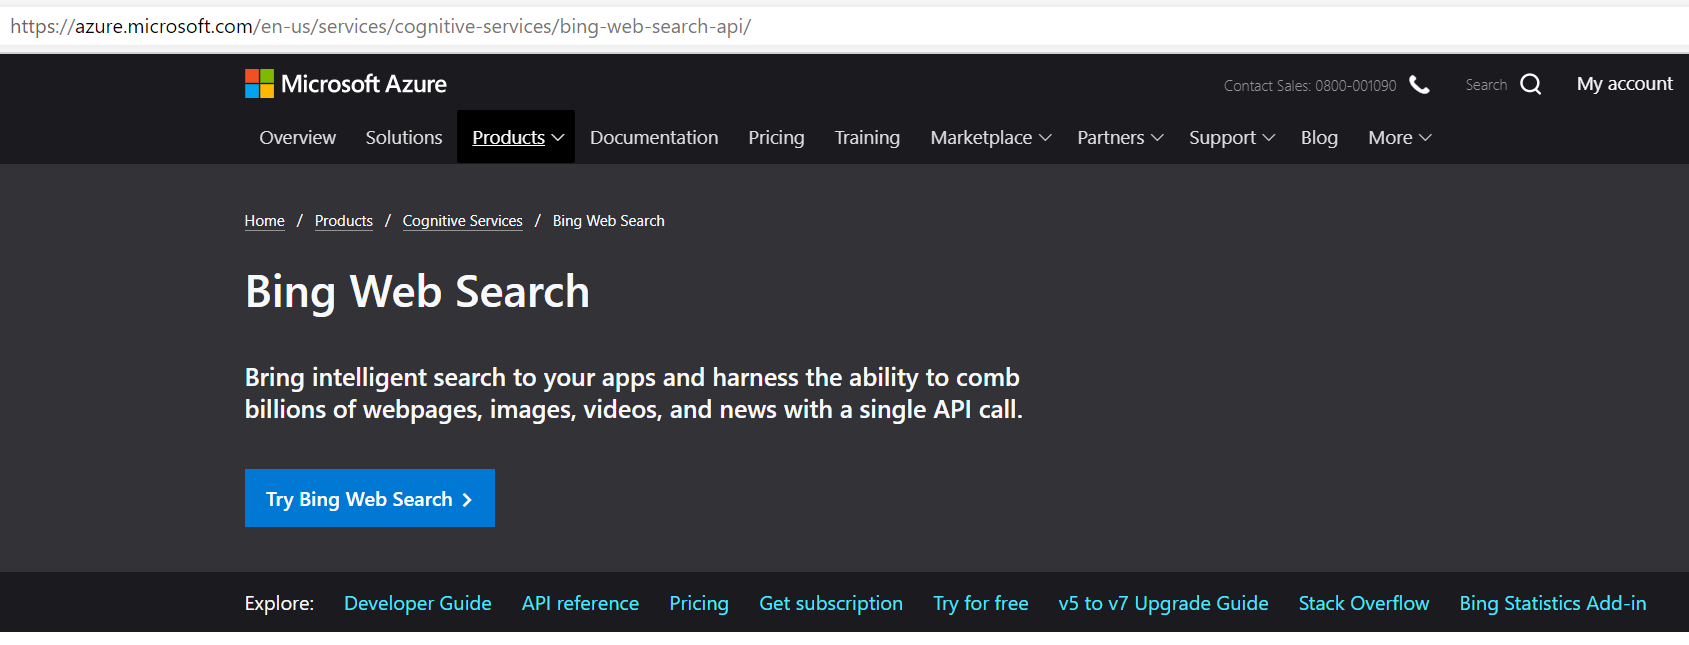 https://azure.microsoft.com/en-us/services/cognitive-services/bing-web-search-api/
Microsoft Azure
Contact Sales: 0800-001090 Search My account
Overview Solutions Products Documentation Pricing Training Marketplace Partners Support Blog More
Home / Products / Cognitive Services / Bing Web Search
Bing Web Search
Bring intelligent search to your apps and harness the ability to comb
billions of webpages, images, videos, and news with a single API call.
Try Bing Web Search
Explore: Developer Guide API reference Pricing Get subscription Try for free v5 to v7 Upgrade Guide Stack Overflow Bing Statistics Add-in